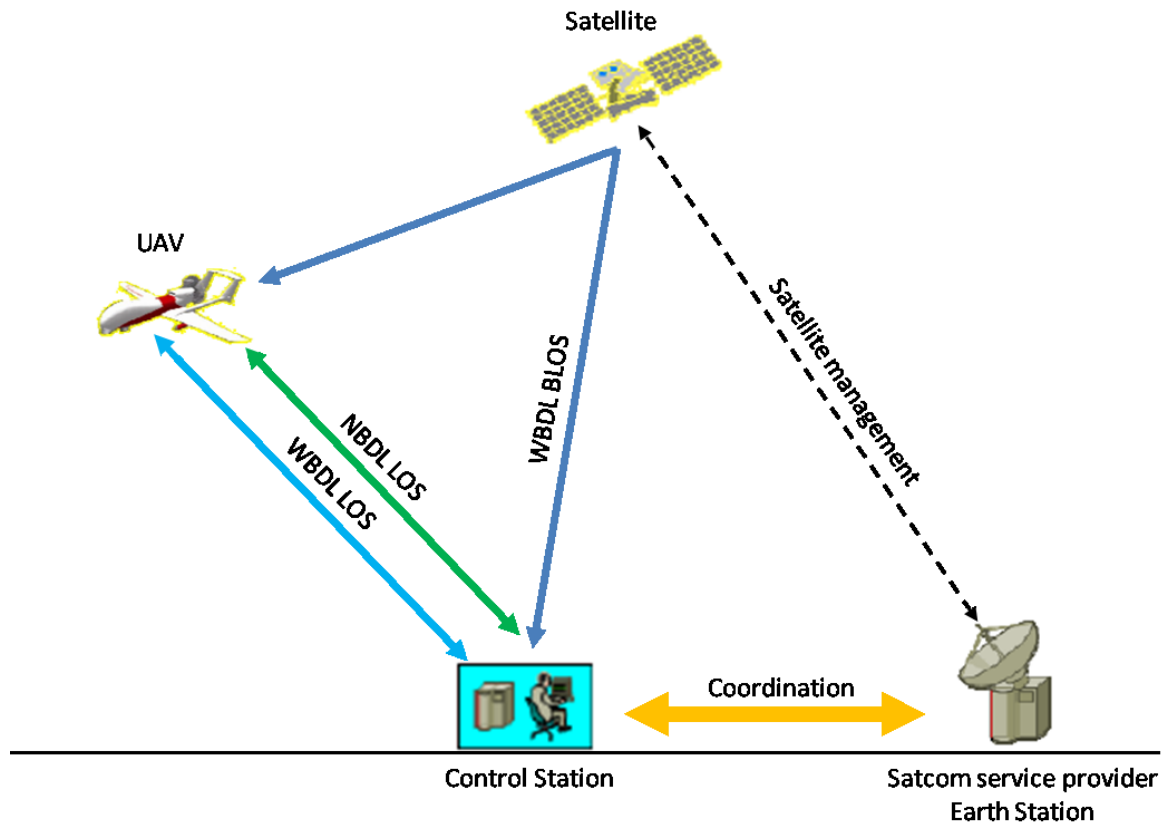 Satellite
UAV
Satellite management
WBDL BLOS
NBDL LOS
WBDL LOS
Coordination
Control Station
Satcom service provider
Earth Station